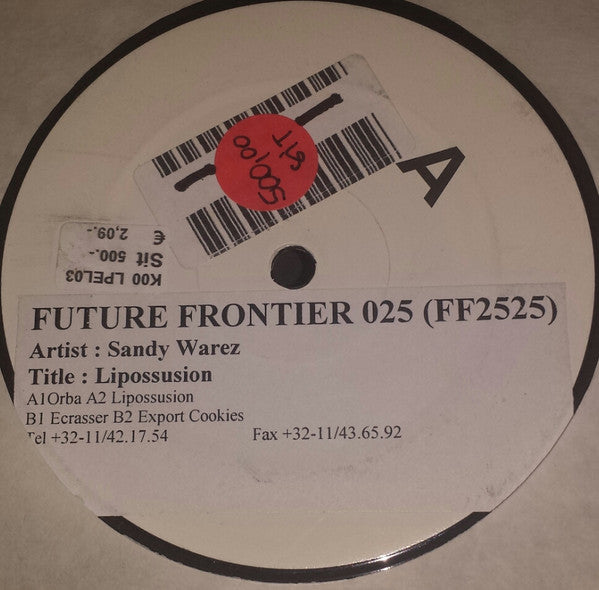 A
500,00
SIT
€ 2,09.-
Sit 500.-
K00 LPEL03
FUTURE FRONTIER 025 (FF2525)
Artist : Sandy Warez
Title : Lipossusion
A1Orba A2 Lipossusion
B1 Ecrasser B2 Export Cookies
Tel +32-11/42.17.54 Fax +32-11/43.65.92